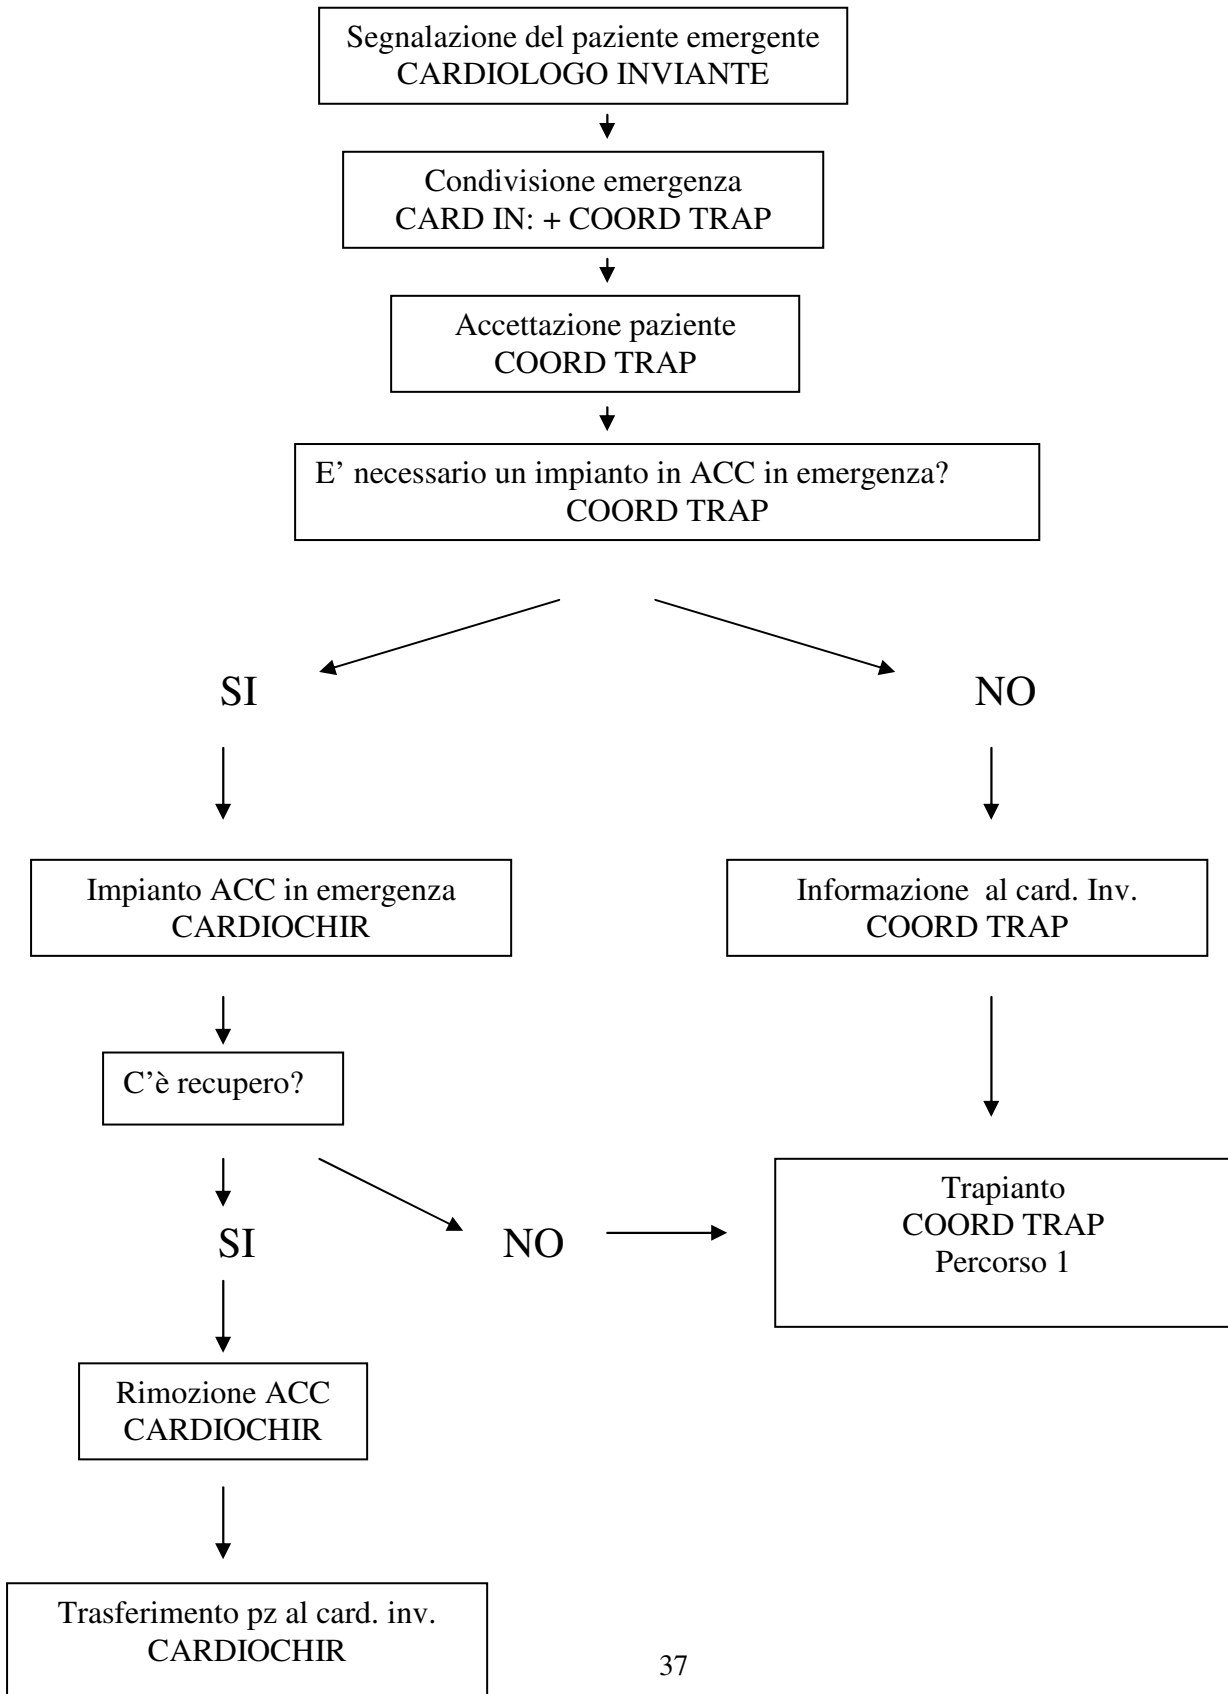 Segnalazione del paziente emergente
CARDIOLOGO INVIANTE
Condivisione emergenza
CARD IN: + COORD TRAP
Accettazione paziente
COORD TRAP
E’ necessario un impianto in ACC in emergenza?
COORD TRAP
SI
NO
Impianto ACC in emergenza
CARDIOCHIR
Informazione al card. Inv.
COORD TRAP
C’è recupero?
Trapianto
COORD TRAP
Percorso 1
SI
NO
Rimozione ACC
CARDIOCHIR
Trasferimento pz al card. inv.
CARDIOCHIR
37